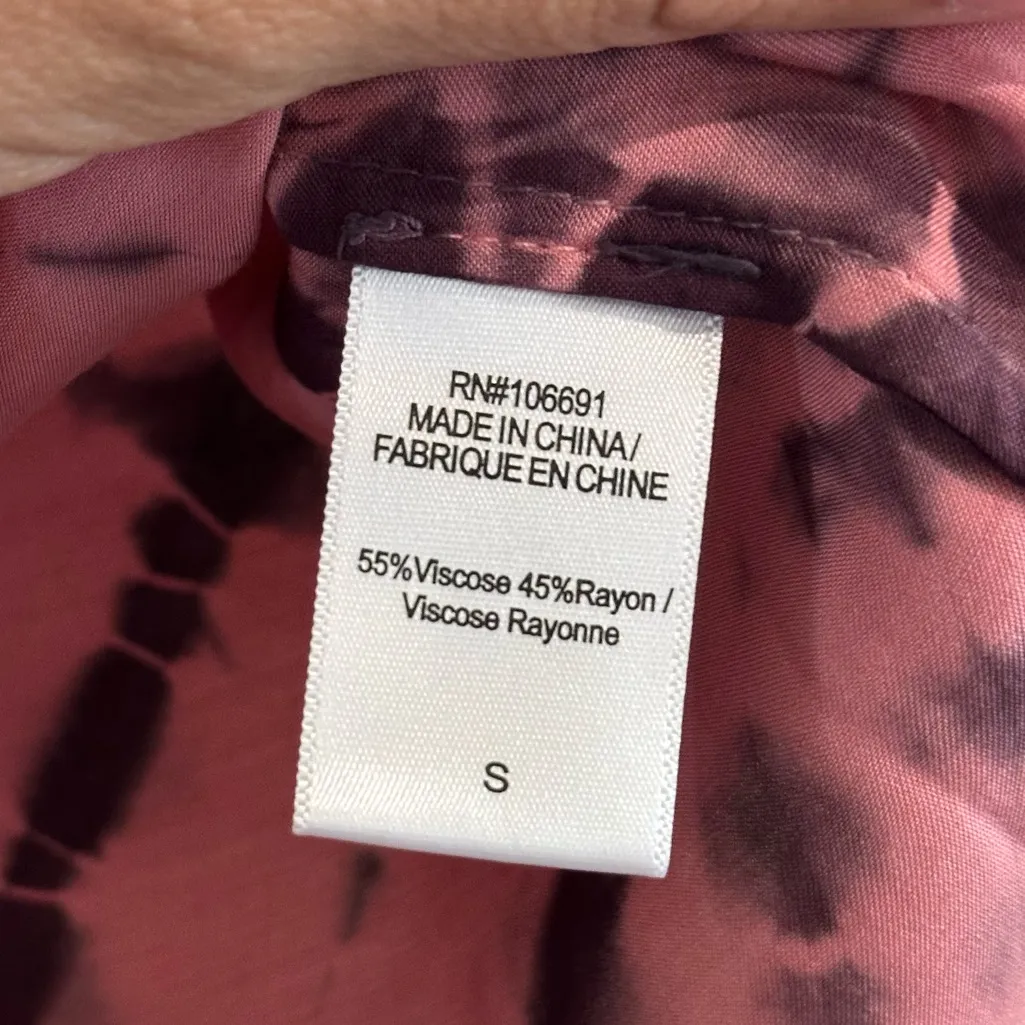 RN#106691
MADE IN CHINA/
FABRIQUE EN CHINE
55%Viscose 45%Rayon /
Viscose Rayonne
S